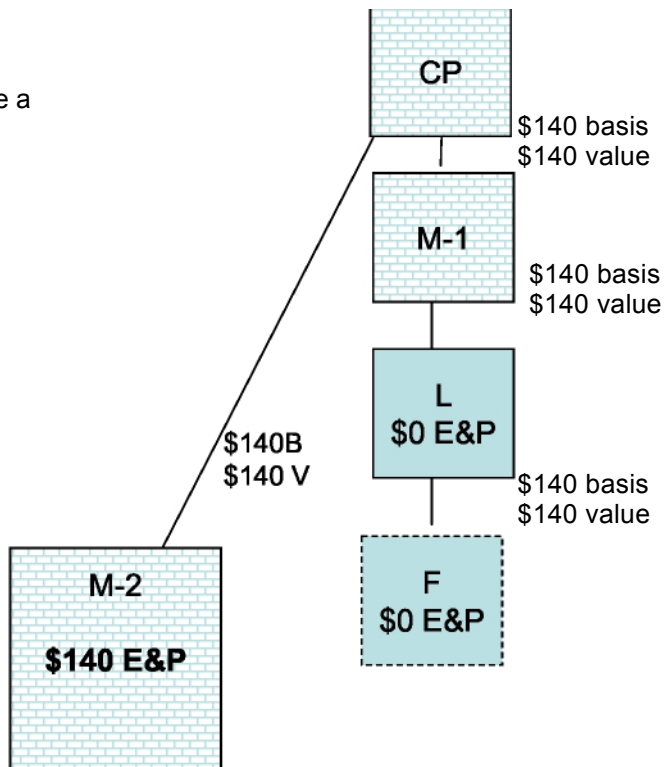 e a
CP
$140 basis
$140 value
M-1
$140 basis
$140 value
L
$0 E&P
$140B
$140 V
$140 basis
$140 value
F
$0 E&P
M-2
$140 E&P